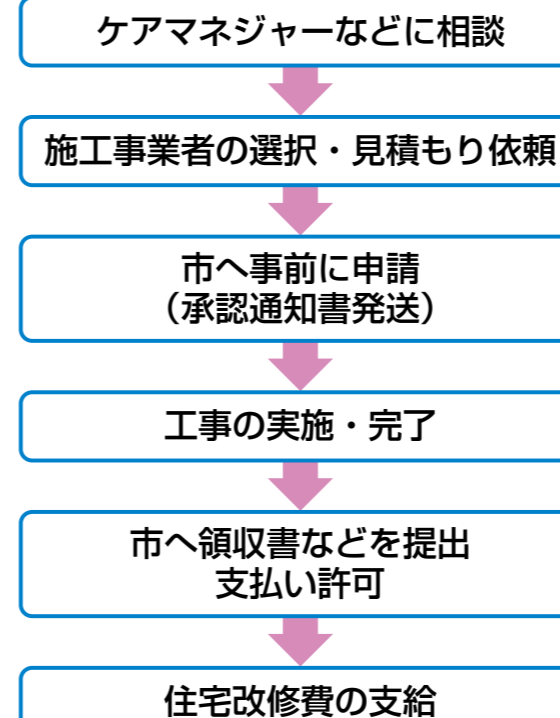 ケアマネジャーなどに相談
施工事業者の選択・見積もり依頼
市へ事前に申請
（承認通知書発送）
工事の実施・完了
市へ領収書などを提出
支払い許可
住宅改修費の支給